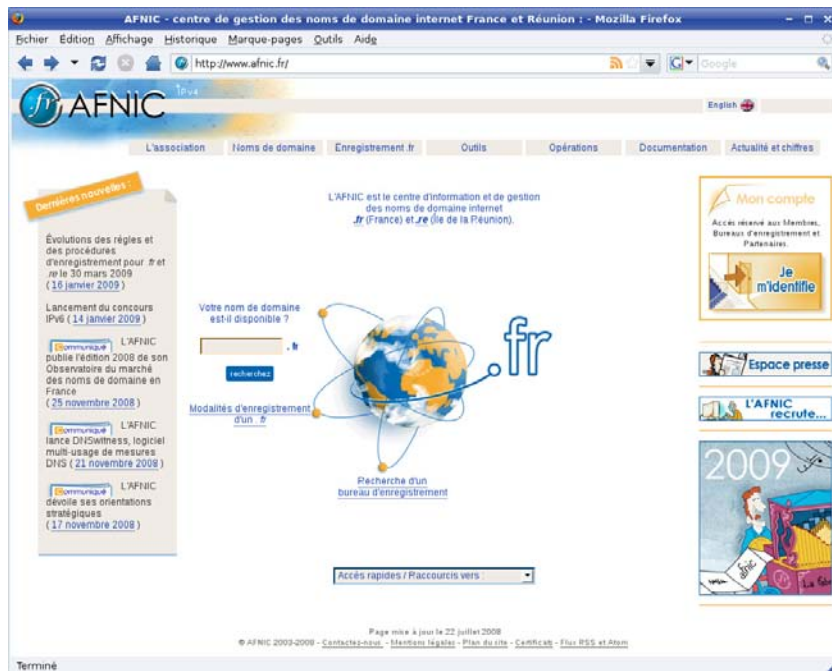 AFNIC - centre de gestion des noms de domaine internet France et Réunion : - Mozilla Firefox
Fichier Édition Affichage Historique Marque-pages Outils Aide
http://www.afnic.fr/
Google
.fr AFNIC
IPv4
English
L'association Noms de domaine Enregistrement .fr Outils Opérations Documentation Actualité et chiffres
Dernières nouvelles :
Évolutions des règles et
des procédures
d'enregistrement pour .fr et
.re le 30 mars 2009
( 16 janvier 2009 )
Lancement du concours
IPv6 ( 14 janvier 2009 )
Communiqué L'AFNIC
publie l'édition 2008 de son
Observatoire du marché
des noms de domaine en
France
( 25 novembre 2008 )
Communiqué L'AFNIC
lance DNSwitness, logiciel
multi-usage de mesures
DNS ( 21 novembre 2008 )
Communiqué L'AFNIC
dévoile ses orientations
stratégiques
( 17 novembre 2008 )
L'AFNIC est le centre d'information et de gestion
des noms de domaine internet
.fr (France) et .re (Île de la Réunion).
Votre nom de domaine
est-il disponible ?
.fr
recherchez
Modalités d'enregistrement
d'un .fr
.fr
Recherche d'un
bureau d'enregistrement
Accès rapides / Raccourcis vers :
Mon compte
Accès réservé aux Membres,
Bureaux d'enregistrement et
Partenaires.
Je
m'identifie
Espace presse
L'AFNIC
recrute...
2009
afnic
La fab
Page mise à jour le 22 juillet 2008
© AFNIC 2003-2008 - Contactez-nous - Mentions légales - Plan du site - Certificats - Flux RSS et Atom
Terminé